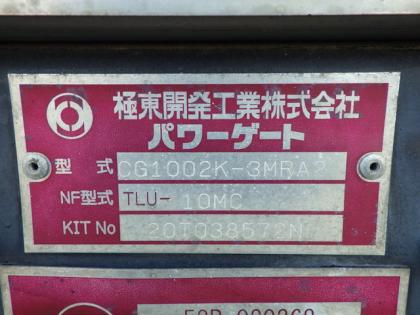 極東開発工業株式会社
パワーゲート
型式 CG1002K-3MRA2
NF型式 TLU- 10MC
KIT No 20T038572N